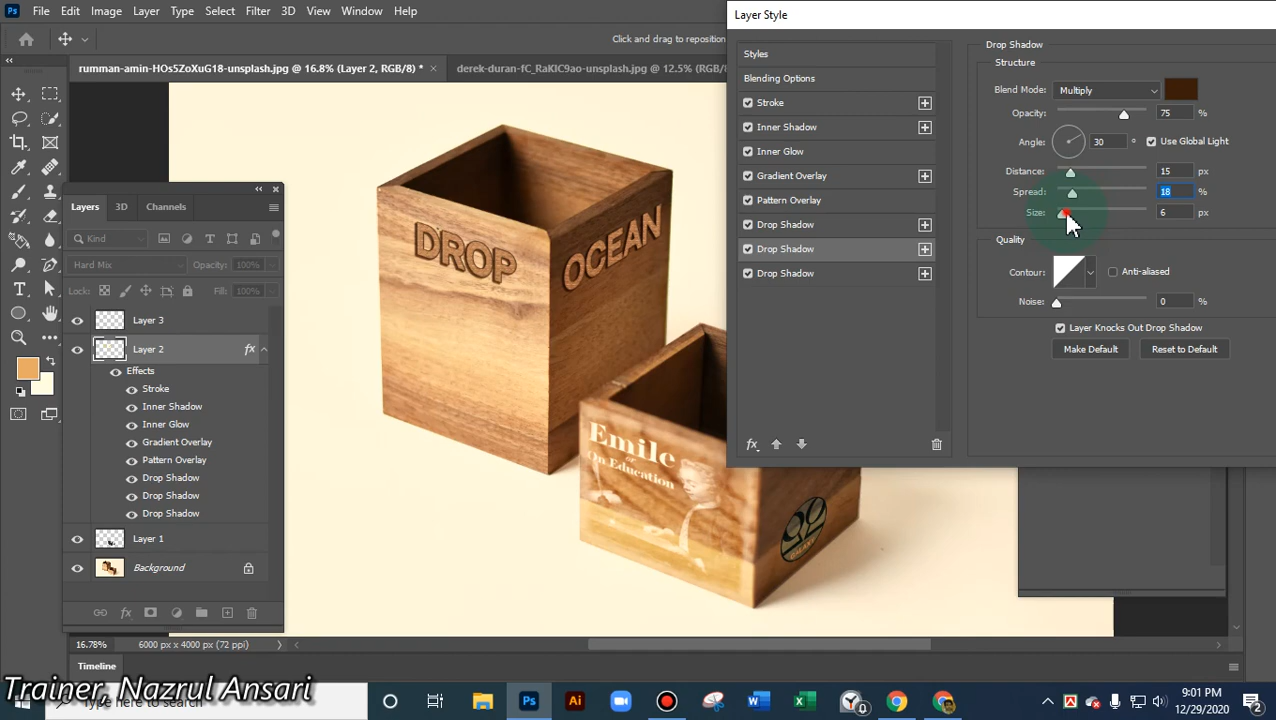 Ps File Edit Image Layer Type Select Filter 3D View Window Help
Layer Style
Click and drag to reposition
rumman-amin-HOs5ZoXuG18-unsplash.jpg @ 16.8% (Layer 2, RGB/8) *
derek-duran-fC_RaKIC9ao-unsplash.jpg @ 12.5% (RGB/8
Layers 3D Channels
Kind
Hard Mix Opacity: 100%
Lock: Fill: 100%
Layer 3
Layer 2 fx
Effects
Stroke
Inner Shadow
Inner Glow
Gradient Overlay
Pattern Overlay
Drop Shadow
Drop Shadow
Drop Shadow
Layer 1
Background
fx
DROP OCEAN
Emile
or
On Education
GALAXY
Styles
Blending Options
Stroke
Inner Shadow
Inner Glow
Gradient Overlay
Pattern Overlay
Drop Shadow
Drop Shadow
Drop Shadow
fx
Drop Shadow
Structure
Blend Mode: Multiply
Opacity: 75 %
Angle: 30 ° Use Global Light
Distance: 15 px
Spread: 18 %
Size: 6 px
Quality
Contour: Anti-aliased
Noise: 0 %
Layer Knocks Out Drop Shadow
Make Default Reset to Default
16.78% 6000 px x 4000 px (72 ppi)
Timeline
Trainer, Nazrul Ansari
Type here to search
Ps Ai
9:01 PM
12/29/2020